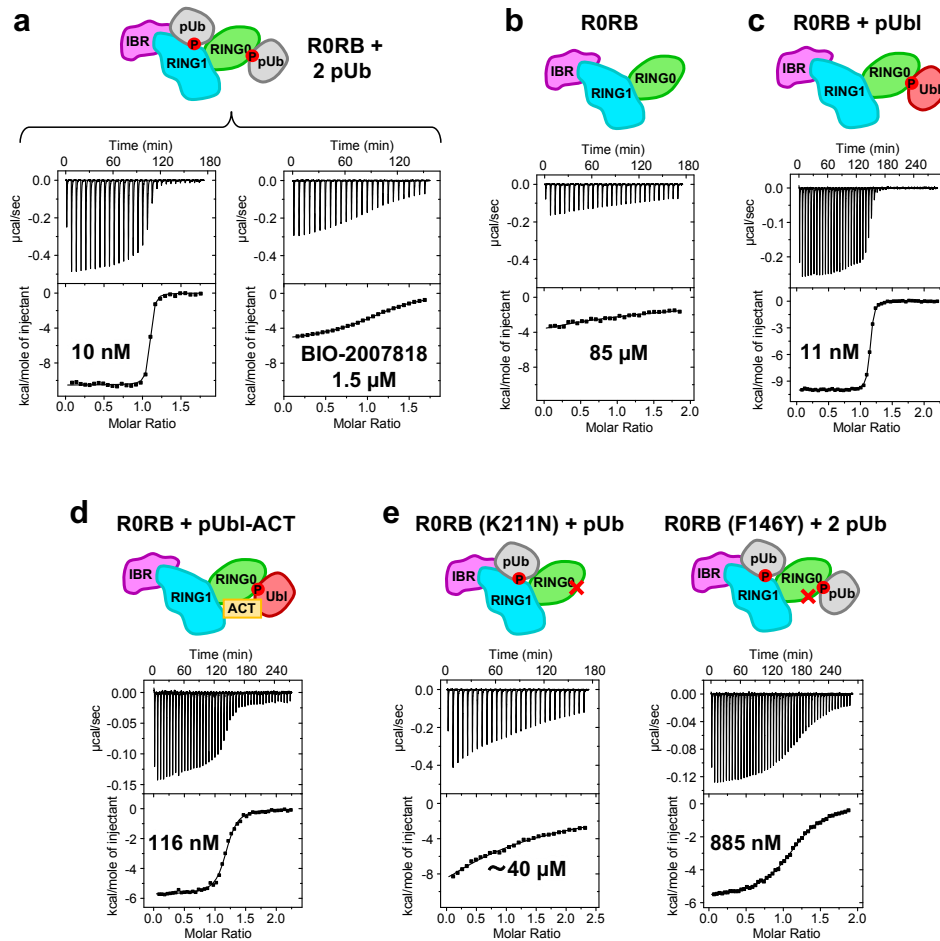 a
R0RB +
2 pUb
IBR
pUb
P
RING1
RING0
P
pUb
Time (min)
0 60 120 180
0.0
-0.2
-0.4
µcal/sec
0
-4
-8
kcal/mole of injectant
10 nM
0.0 0.5 1.0 1.5
Molar Ratio
Time (min)
0 60 120
0.0
-0.2
-0.4
µcal/sec
0
-4
-8
BIO-2007818
1.5 µM
0.0 0.5 1.0 1.5
Molar Ratio
b
R0RB
IBR
RING1
RING0
Time (min)
0 30 60 90 120 150
0.0
-0.2
-0.4
µcal/sec
0
-4
-8
kcal/mole of injectant
85 µM
0.0 0.5 1.0 1.5 2.0
Molar Ratio
c
R0RB + pUbl
IBR
RING1
RING0
P
Ubl
Time (min)
0 60 120 180 240
0.0
-0.1
-0.2
µcal/sec
0
-3
-6
-9
kcal/mole of injectant
11 nM
0.0 0.5 1.0 1.5 2.0
Molar Ratio
d
R0RB + pUbl-ACT
IBR
RING1
RING0
P
Ubl
ACT
Time (min)
0 60 120 180 240
0.00
-0.05
-0.10
-0.15
µcal/sec
0
-2
-4
-6
kcal/mole of injectant
116 nM
0.0 0.5 1.0 1.5 2.0
Molar Ratio
e
R0RB (K211N) + pUb
IBR
pUb
P
RING1
RING0
Time (min)
0 60 120 180
0.0
-0.2
-0.4
µcal/sec
0
-4
-8
kcal/mole of injectant
~40 µM
0.0 0.5 1.0 1.5 2.0 2.5
Molar Ratio
R0RB (F146Y) + 2 pUb
IBR
pUb
P
RING1
RING0
P
pUb
Time (min)
0 60 120 180 240
0.00
-0.04
-0.08
-0.12
µcal/sec
0
-2
-4
-6
kcal/mole of injectant
885 nM
0.0 0.5 1.0 1.5 2.0
Molar Ratio